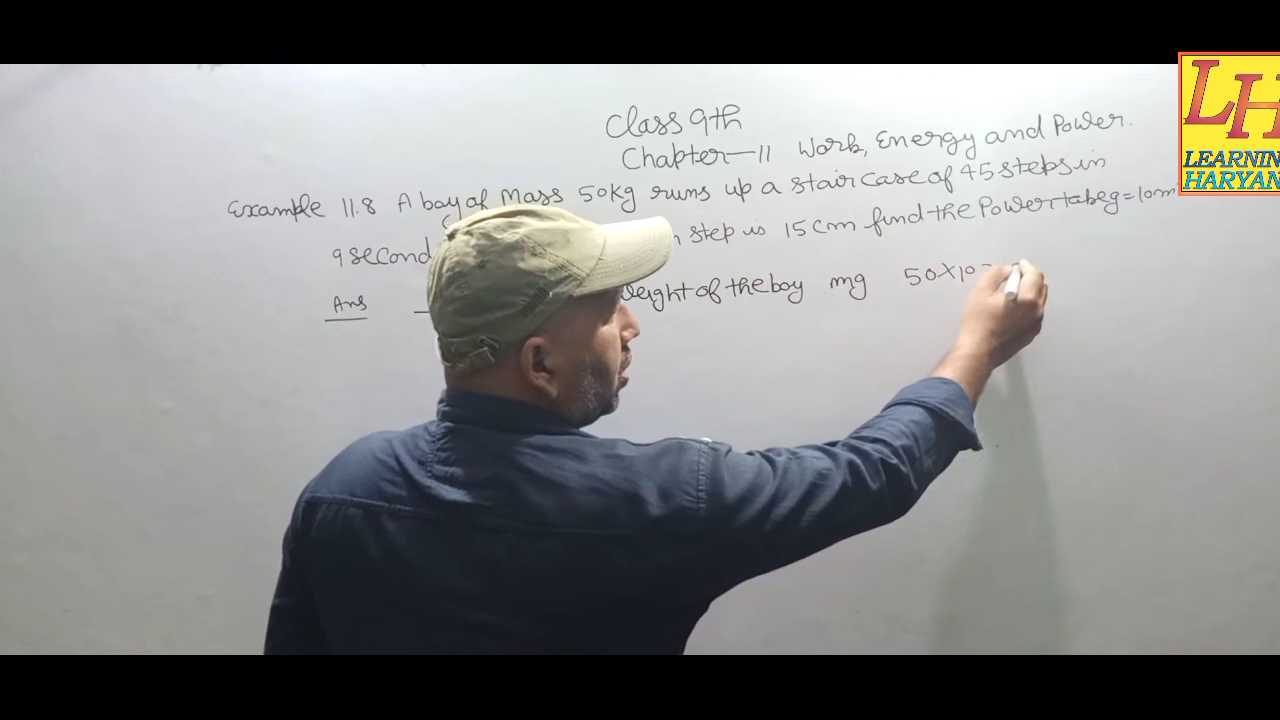 Class 9th
Chapter-11 Work, Energy and Power.
Example 11.8 A boy of Mass 50kg runs up a staircase of 45 steps in
9 second step is 15 cm find the Power take g = 10m
Ans Weight of the boy mg 50×10 =
LH
LEARNIN
HARYAN